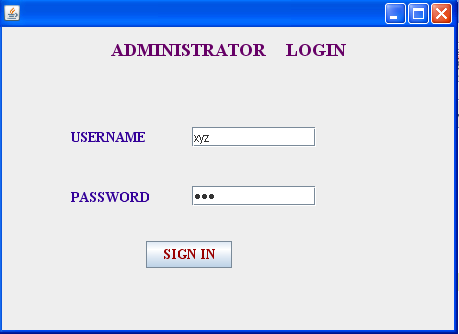 ADMINISTRATOR LOGIN
USERNAME xyz
PASSWORD •••
SIGN IN